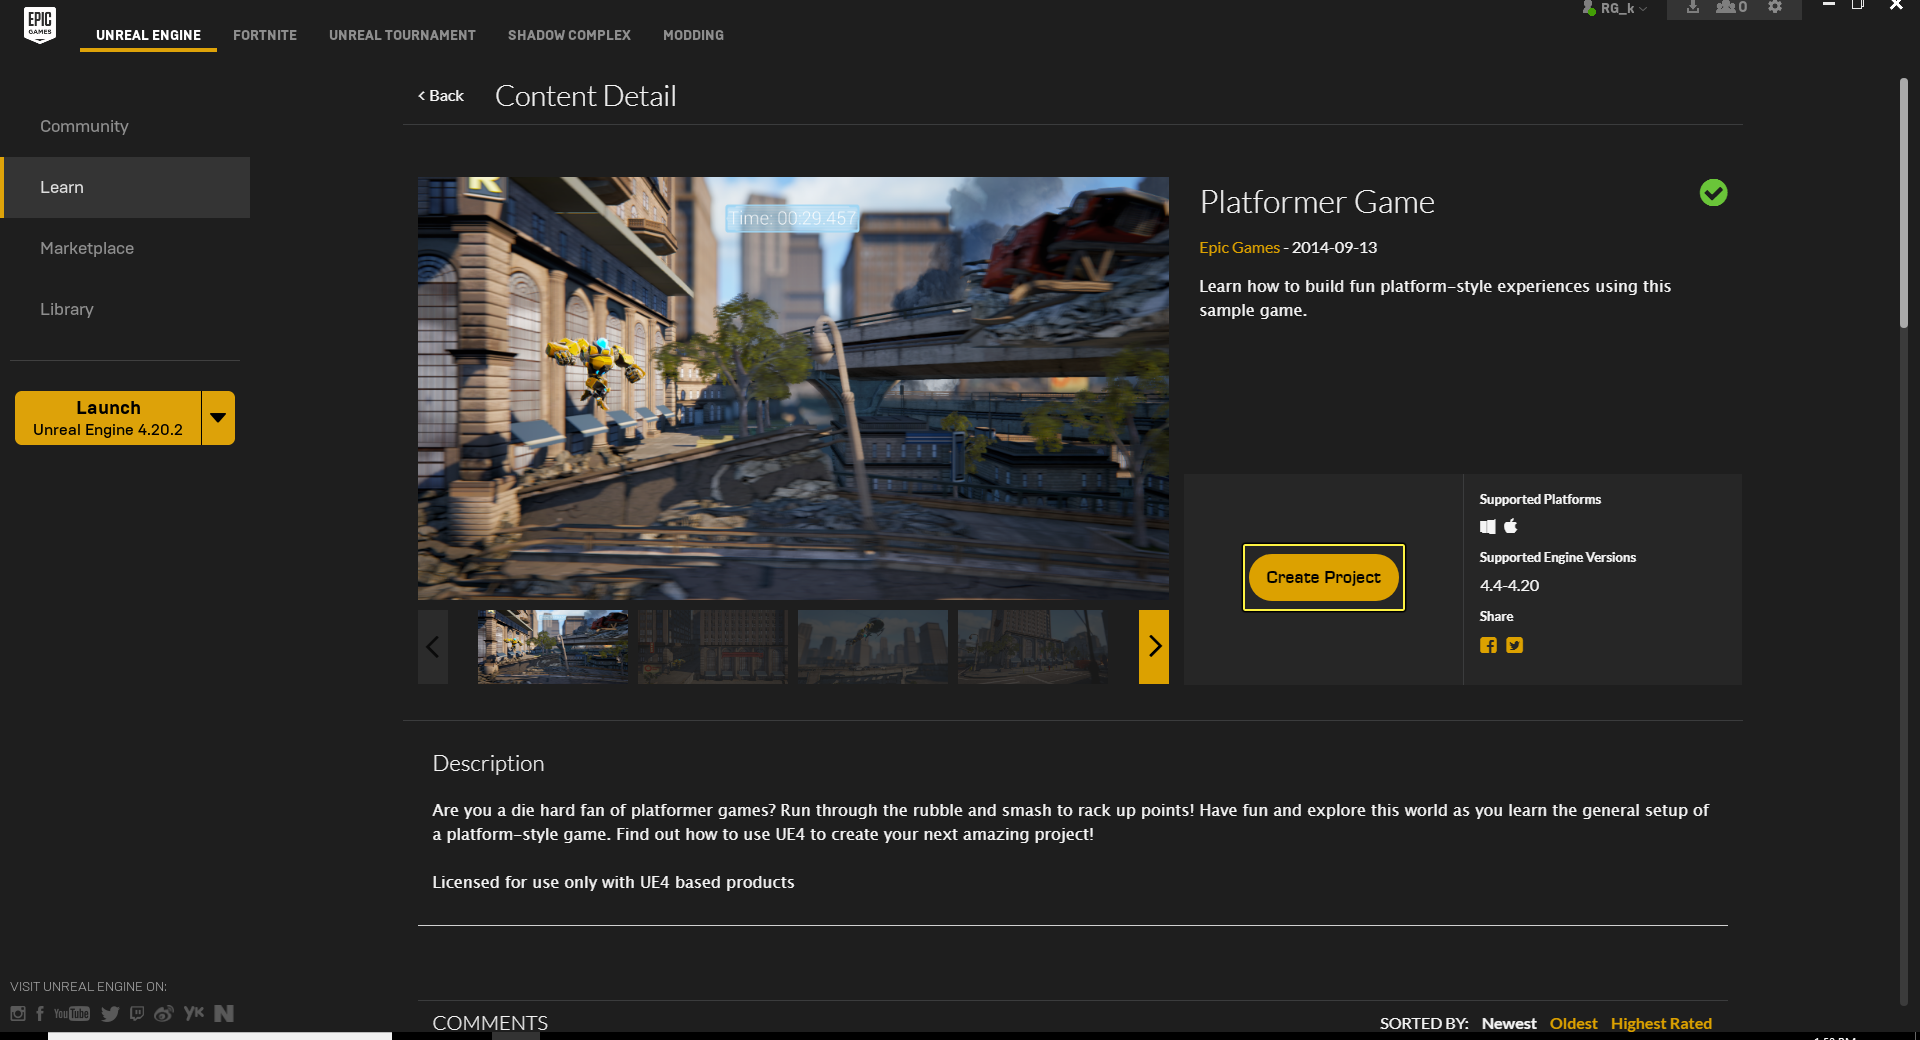 EPIC
GAMES
UNREAL ENGINE
FORTNITE
UNREAL TOURNAMENT
SHADOW COMPLEX
MODDING
RG_k
0
Community
Learn
Marketplace
Library
Launch
Unreal Engine 4.20.2
< Back
Content Detail
Time: 00:29.457
Platformer Game
Epic Games - 2014-09-13
Learn how to build fun platform-style experiences using this
sample game.
Create Project
Supported Platforms
Supported Engine Versions
4.4-4.20
Share
Description
Are you a die hard fan of platformer games? Run through the rubble and smash to rack up points! Have fun and explore this world as you learn the general setup of
a platform-style game. Find out how to use UE4 to create your next amazing project!
Licensed for use only with UE4 based products
VISIT UNREAL ENGINE ON:
You Tube
COMMENTS
SORTED BY: Newest Oldest Highest Rated